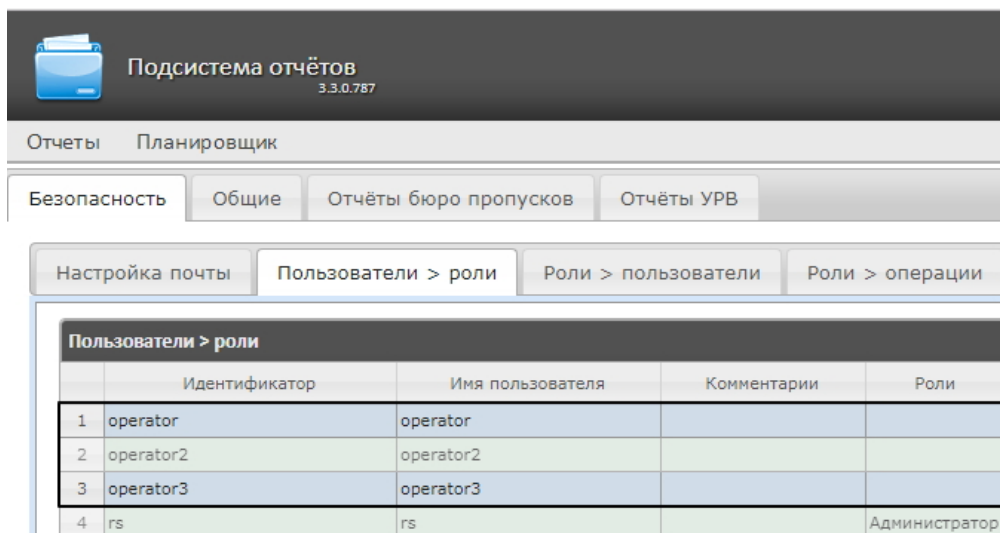 Подсистема отчётов
3.3.0.787
Отчеты Планировщик
Безопасность Общие Отчёты бюро пропусков Отчёты УРВ
Настройка почты Пользователи > роли Роли > пользователи Роли > операции
Пользователи > роли
Идентификатор Имя пользователя Комментарии Роли
1 operator operator
2 operator2 operator2
3 operator3 operator3
4 rs rs Администратор